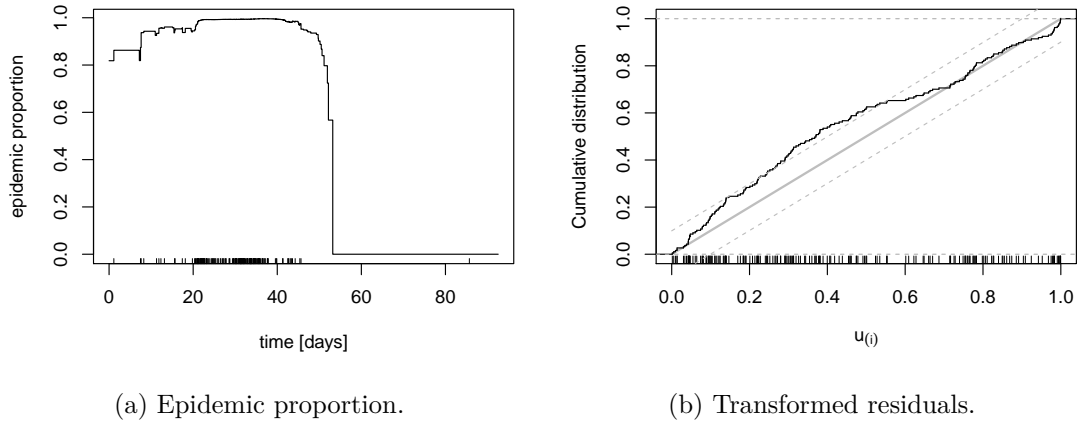 epidemic proportion
0.0 0.2 0.4 0.6 0.8 1.0
0 20 40 60 80
time [days]
(a) Epidemic proportion.
Cumulative distribution
0.0 0.2 0.4 0.6 0.8 1.0
0.0 0.2 0.4 0.6 0.8 1.0
u(i)
(b) Transformed residuals.